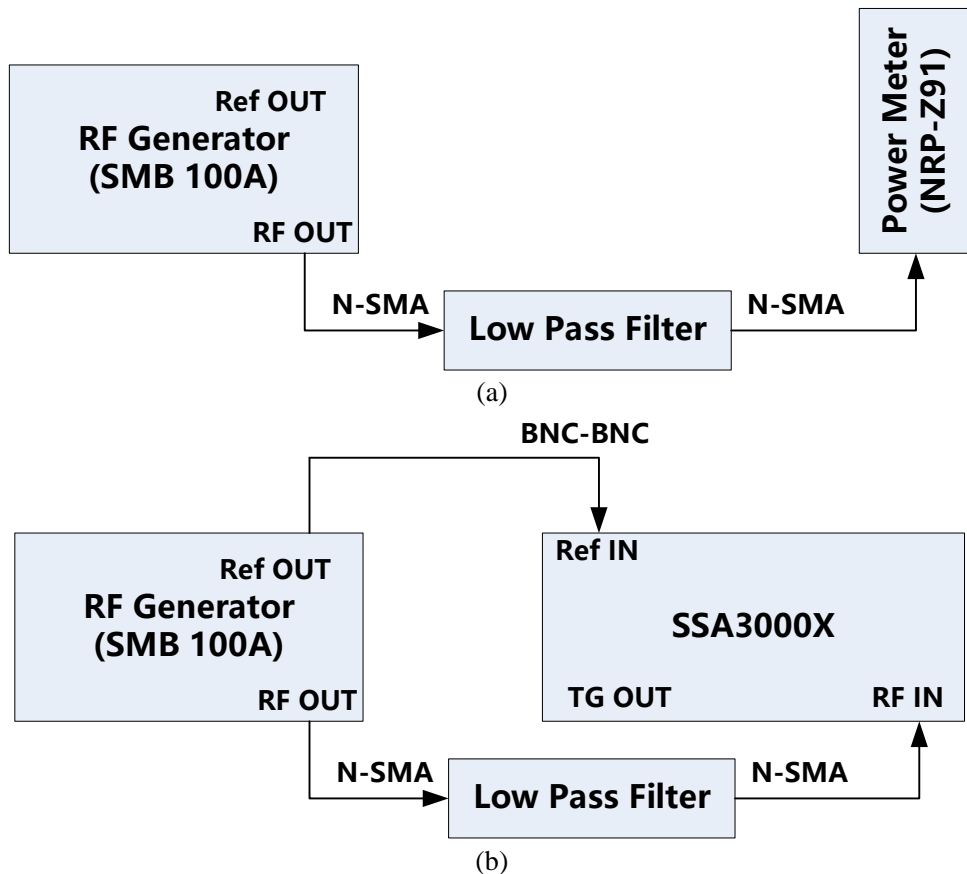 Ref OUT
RF Generator
(SMB 100A)
RF OUT
Power Meter
(NRP-Z91)
N-SMA
Low Pass Filter
N-SMA
(a)
BNC-BNC
Ref OUT
RF Generator
(SMB 100A)
RF OUT
Ref IN
SSA3000X
TG OUT
RF IN
N-SMA
Low Pass Filter
N-SMA
(b)